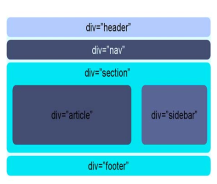 div="header"
div="nav"
div="section"
div="article"
div="sidebar"
div="footer"